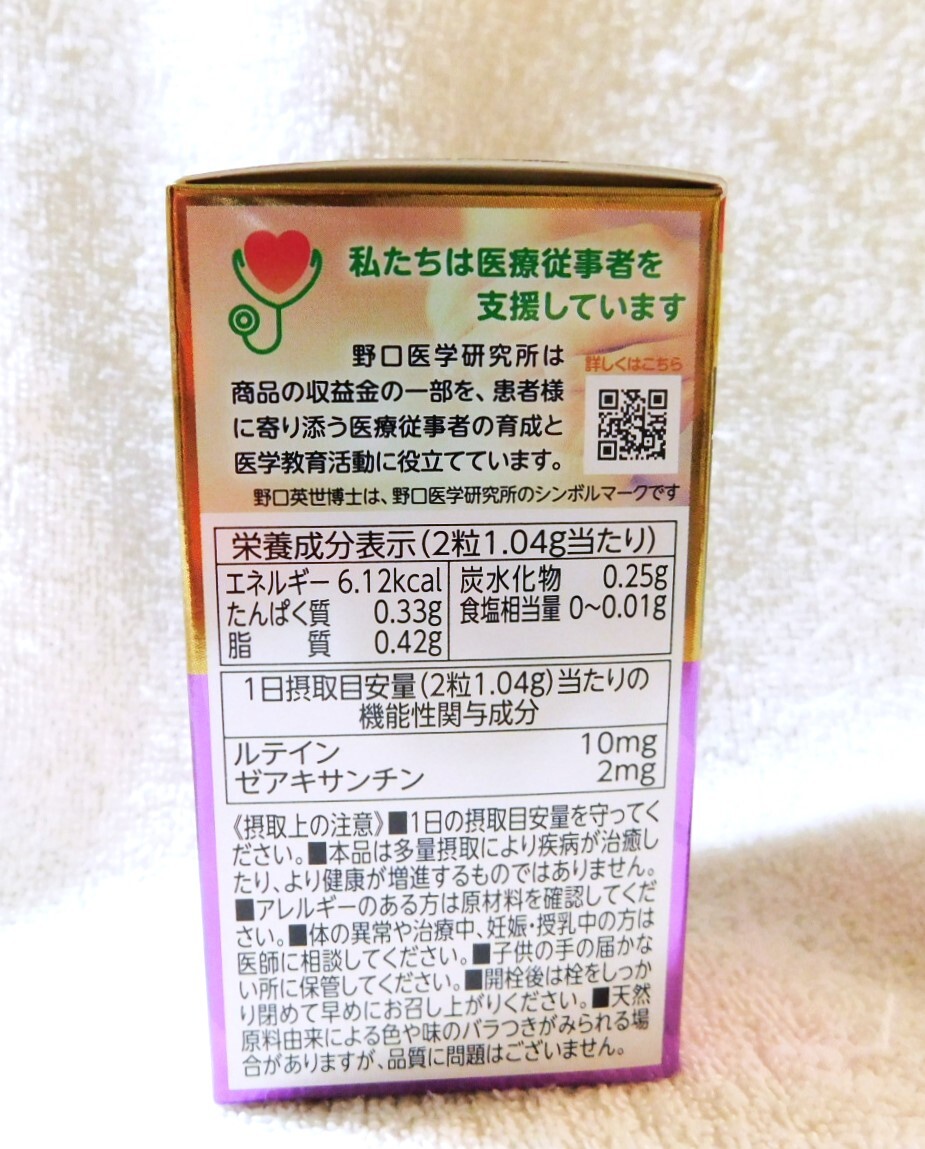 私たちは医療従事者を
支援しています
野口医学研究所は
商品の収益金の一部を、患者様
に寄り添う医療従事者の育成と
医学教育活動に役立てています。
詳しくはこちら
野口英世博士は、野口医学研究所のシンボルマークです
栄養成分表示(2粒1.04g当たり)
エネルギー 6.12kcal 炭水化物 0.25g
たんぱく質 0.33g 食塩相当量 0~0.01g
脂質 0.42g
1日摂取目安量(2粒1.04g)当たりの
機能性関与成分
ルテイン 10mg
ゼアキサンチン 2mg
《摂取上の注意》■1日の摂取目安量を守ってく
ださい。■本品は多量摂取により疾病が治癒し
たり、より健康が増進するものではありません。
■アレルギーのある方は原材料を確認してくだ
さい。■体の異常や治療中、妊娠・授乳中の方は
医師に相談してください。■子供の手の届かな
い所に保管してください。■開栓後は栓をしっか
り閉めて早めにお召し上がりください。■天然
原料由来による色や味のバラつきがみられる場
合がありますが、品質に問題はございません。